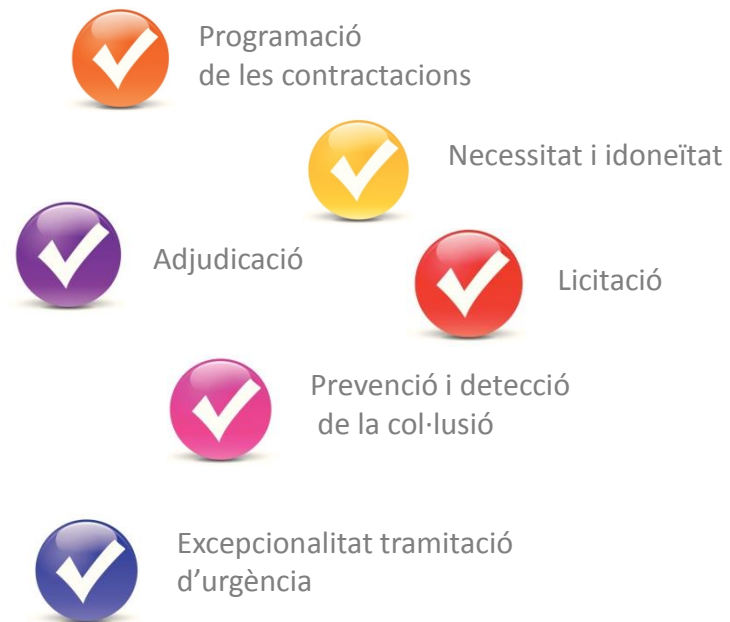 Programació
de les contractacions
Necessitat i idoneïtat
Adjudicació
Licitació
Prevenció i detecció
de la col·lusió
Excepcionalitat tramitació
d’urgència